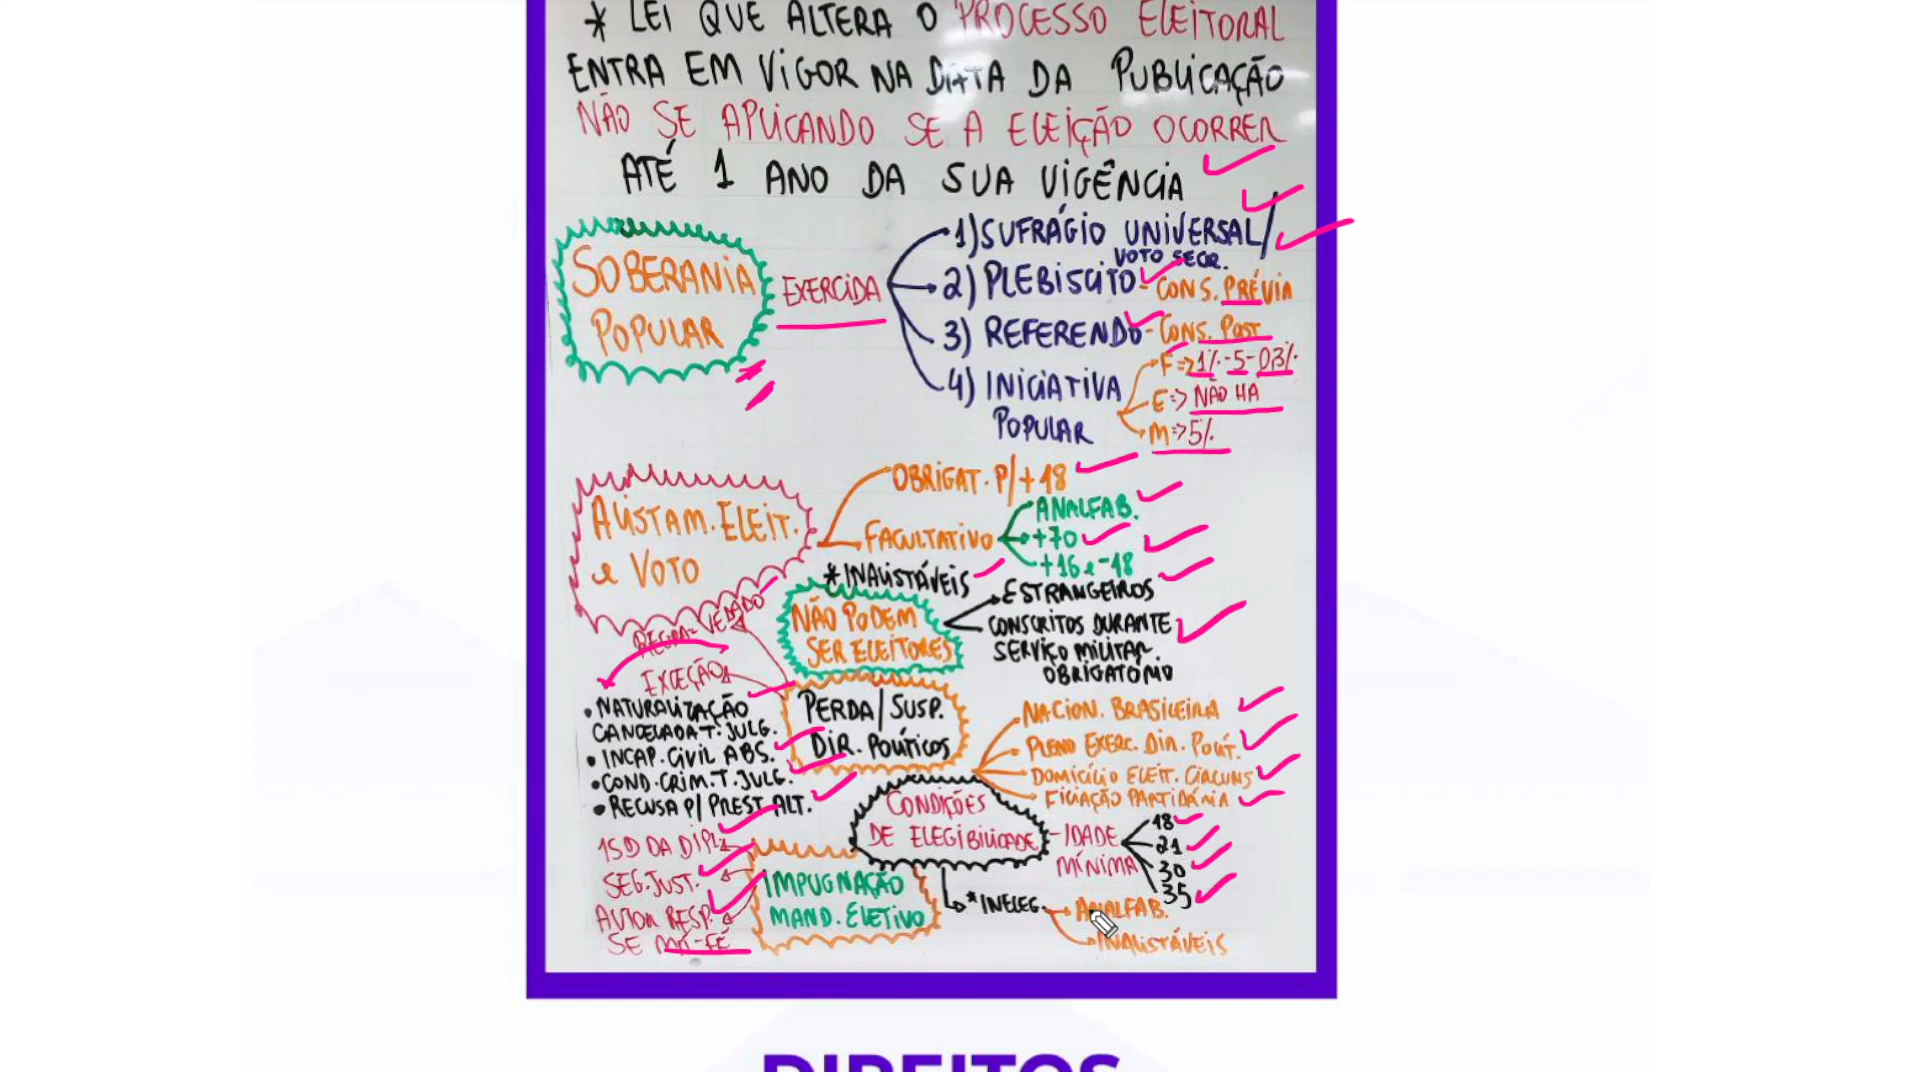 * LEI QUE ALTERA O PROCESSO ELEITORAL
ENTRA EM VIGOR NA DATA DA PUBLICAÇÃO
NÃO SE APLICANDO SE A ELEIÇÃO OCORRER
ATÉ 1 ANO DA SUA VIGÊNCIA
SOBERANIA
POPULAR
EXERCIDA
1) SUFRÁGIO UNIVERSAL/
VOTO SECR.
2) PLEBISCITO - CONS. PRÉVIA
3) REFERENDO - CONS. POST.
4) INICIATIVA
POPULAR
F => 1% - 5 - 0,3%
E => NÃO HÁ
M => 5%
ALISTAM. ELEIT.
e VOTO
OBRIGAT. P/ +18
FACULTATIVO
ANALFAB.
+70
+16 e -18
* INALISTÁVEIS
NÃO PODEM
SER ELEITORES
ESTRANGEIROS
CONSCRITOS DURANTE
SERVIÇO MILITAR
OBRIGATÓRIO
PERDA/SUSP.
DIR. POLÍTICOS
REGRA - VEDADO
EXCEÇÃO
• NATURALIZAÇÃO
CANCELADA T. JULG.
• INCAP. CIVIL ABS.
• COND. CRIM. T. JULG.
• RECUSA P/ PREST. ALT.
CONDIÇÕES
DE ELEGIBILIDADE
NACION. BRASILEIRA
PLENO EXERC. DIR. POLÍT.
DOMICÍLIO ELEIT. CIRCUNS
FILIAÇÃO PARTIDÁRIA
- IDADE
MÍNIMA
18
21
30
35
* INELEG.
ANALFAB.
INALISTÁVEIS
IMPUGNAÇÃO
MAND. ELETIVO
15D DA DIPL.
SEG. JUST.
AUTOR RESP.
SE MÁ-FÉ
DIREITOS